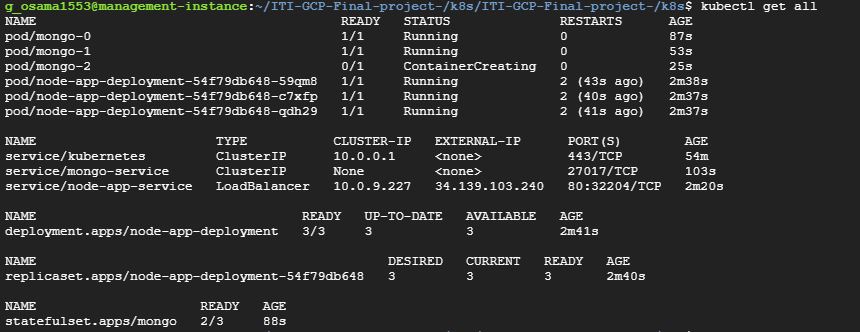 g_osama1553@management-instance:~/ITI-GCP-Final-project-/k8s/ITI-GCP-Final-project-/k8s$ kubectl get all
NAME READY STATUS RESTARTS AGE
pod/mongo-0 1/1 Running 0 87s
pod/mongo-1 1/1 Running 0 53s
pod/mongo-2 0/1 ContainerCreating 0 25s
pod/node-app-deployment-54f79db648-59qm8 1/1 Running 2 (43s ago) 2m38s
pod/node-app-deployment-54f79db648-c7xfp 1/1 Running 2 (40s ago) 2m37s
pod/node-app-deployment-54f79db648-qdh29 1/1 Running 2 (41s ago) 2m37s
NAME TYPE CLUSTER-IP EXTERNAL-IP PORT(S) AGE
service/kubernetes ClusterIP 10.0.0.1 <none> 443/TCP 54m
service/mongo-service ClusterIP None <none> 27017/TCP 103s
service/node-app-service LoadBalancer 10.0.9.227 34.139.103.240 80:32204/TCP 2m20s
NAME READY UP-TO-DATE AVAILABLE AGE
deployment.apps/node-app-deployment 3/3 3 3 2m41s
NAME DESIRED CURRENT READY AGE
replicaset.apps/node-app-deployment-54f79db648 3 3 3 2m40s
NAME READY AGE
statefulset.apps/mongo 2/3 88s